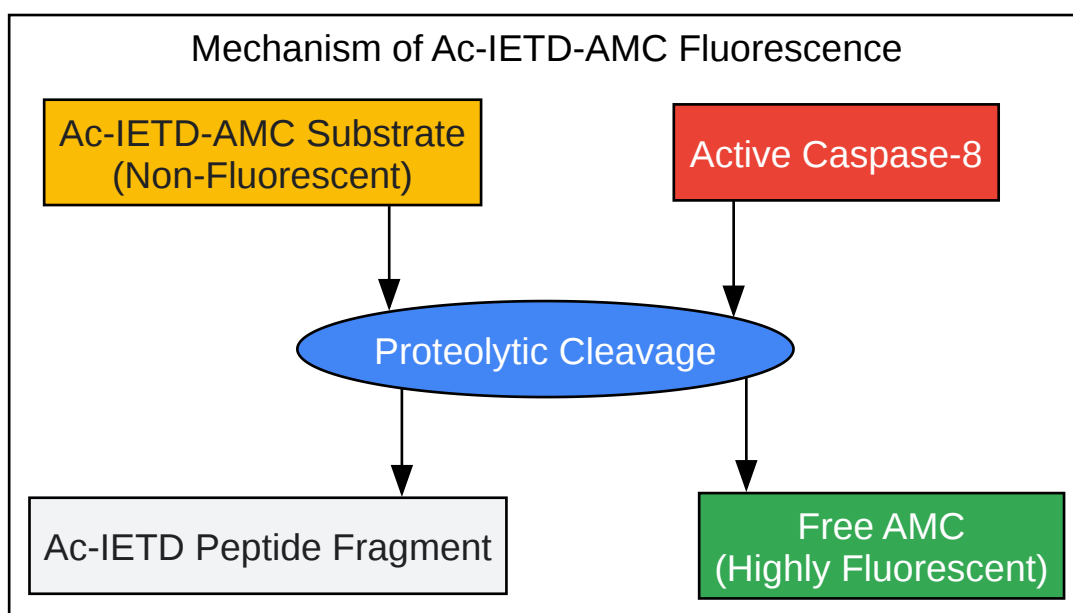 Mechanism of Ac-IETD-AMC Fluorescence
Ac-IETD-AMC Substrate
(Non-Fluorescent)
Active Caspase-8
Proteolytic Cleavage
Ac-IETD Peptide Fragment
Free AMC
(Highly Fluorescent)